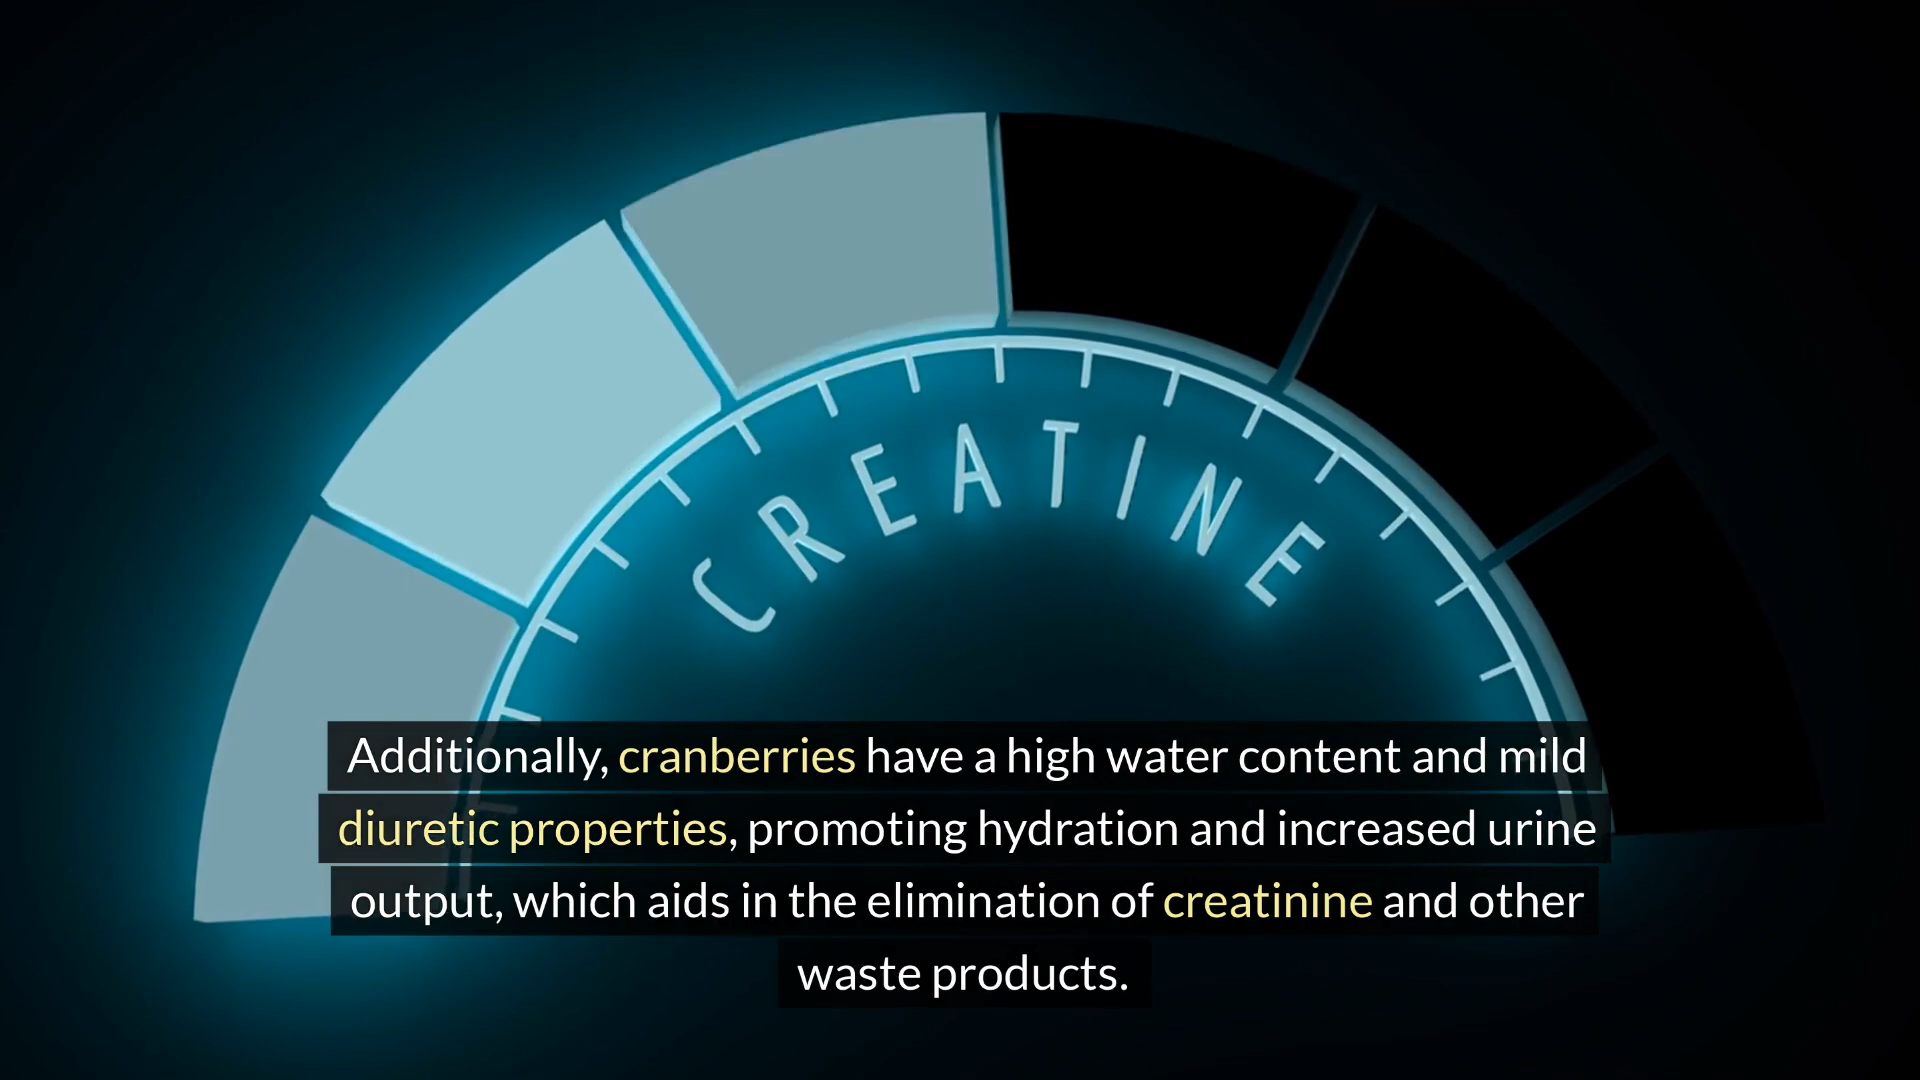 CREATINE
Additionally, cranberries have a high water content and mild
diuretic properties, promoting hydration and increased urine
output, which aids in the elimination of creatinine and other
waste products.